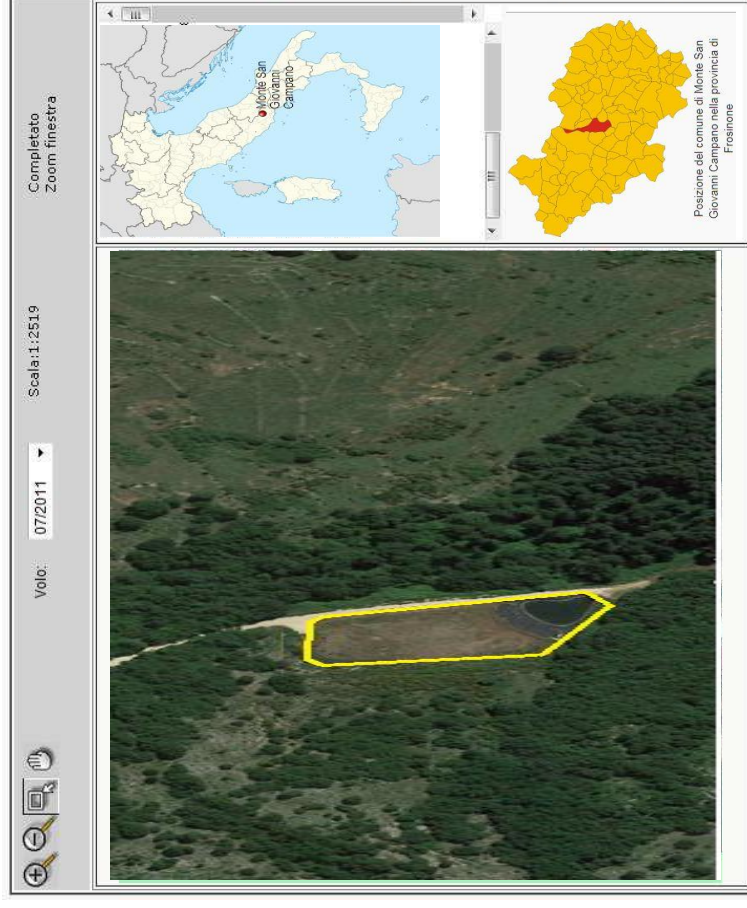 Volo:
07/2011
Scala:1:2519
Completato
Zoom finestra
Monte San
Giovanni
Campano
Posizione del comune di Monte San
Giovanni Campano nella provincia di
Frosinone